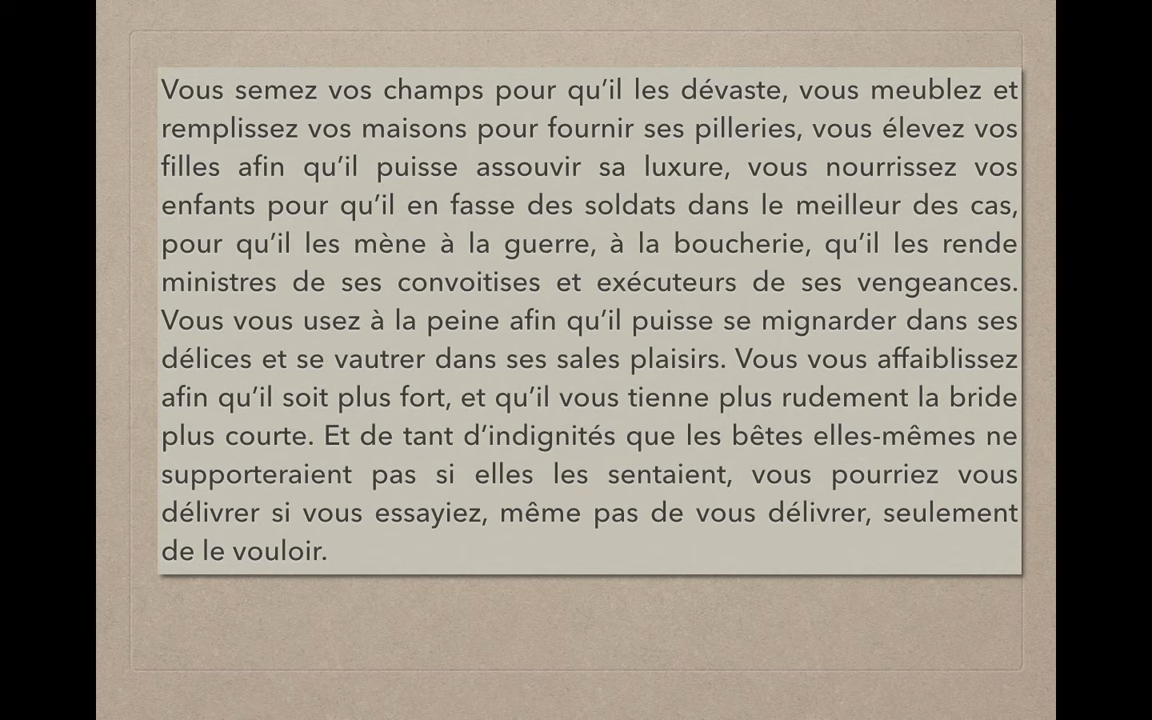 Vous semez vos champs pour qu’il les dévaste, vous meublez et
remplissez vos maisons pour fournir ses pilleries, vous élevez vos
filles afin qu’il puisse assouvir sa luxure, vous nourrissez vos
enfants pour qu’il en fasse des soldats dans le meilleur des cas,
pour qu’il les mène à la guerre, à la boucherie, qu’il les rende
ministres de ses convoitises et exécuteurs de ses vengeances.
Vous vous usez à la peine afin qu’il puisse se mignarder dans ses
délices et se vautrer dans ses sales plaisirs. Vous vous affaiblissez
afin qu’il soit plus fort, et qu’il vous tienne plus rudement la bride
plus courte. Et de tant d’indignités que les bêtes elles-mêmes ne
supporteraient pas si elles les sentaient, vous pourriez vous
délivrer si vous essayiez, même pas de vous délivrer, seulement
de le vouloir.